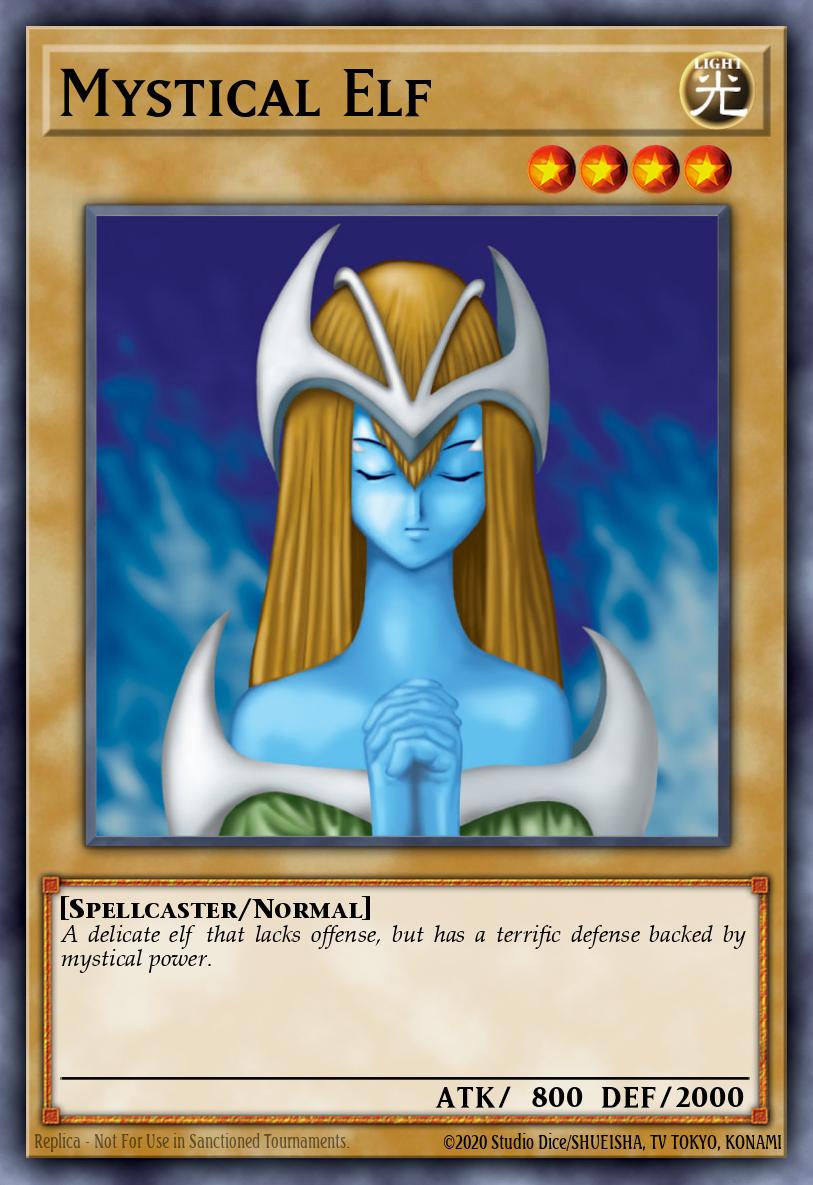 Mystical Elf
LIGHT
光
[Spellcaster/Normal]
A delicate elf that lacks offense, but has a terrific defense backed by
mystical power.
ATK/ 800 DEF/2000
Replica - Not For Use in Sanctioned Tournaments.
©2020 Studio Dice/SHUEISHA, TV TOKYO, KONAMI